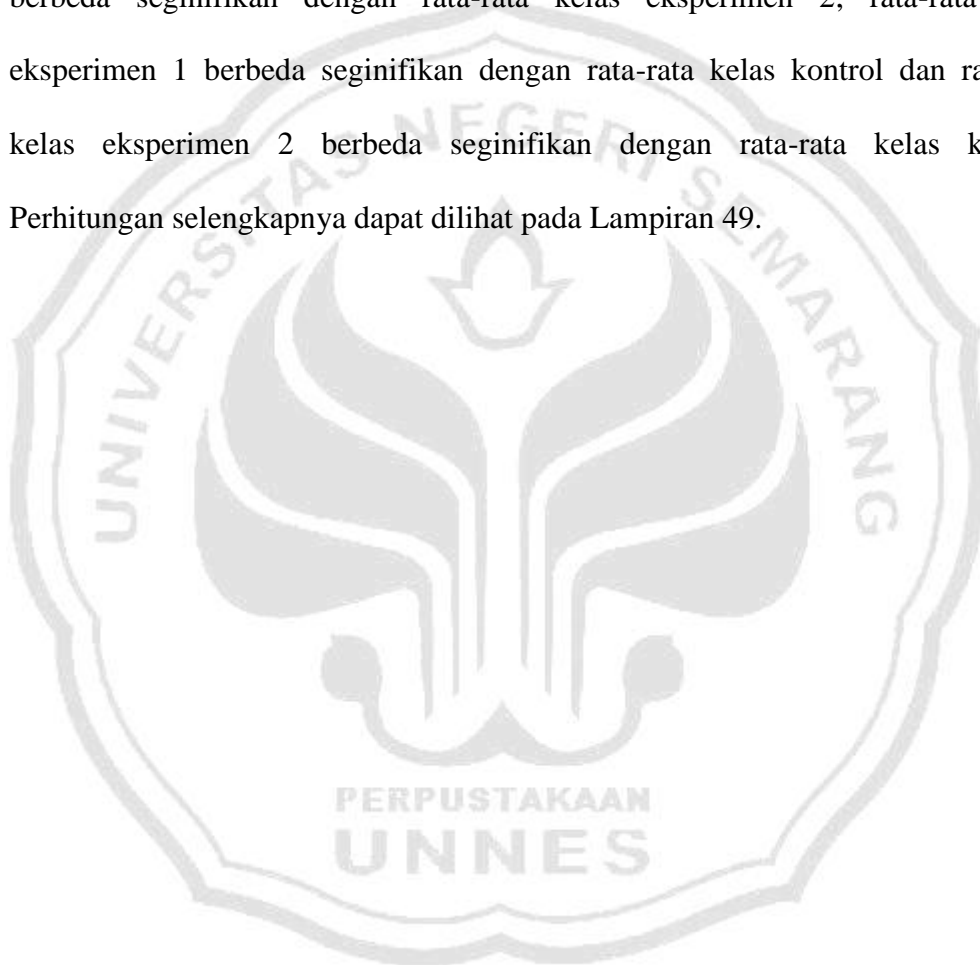 berbeda seginifikan dengan rata-rata kelas eksperimen 2, rata-rata
eksperimen 1 berbeda seginifikan dengan rata-rata kelas kontrol dan
kelas eksperimen 2 berbeda seginifikan dengan rata-rata kelas
Perhitungan selengkapnya dapat dilihat pada Lampiran 49.
UNIVERSITAS NEGERI SEMARANG
PERPUSTAKAAN
UNNES